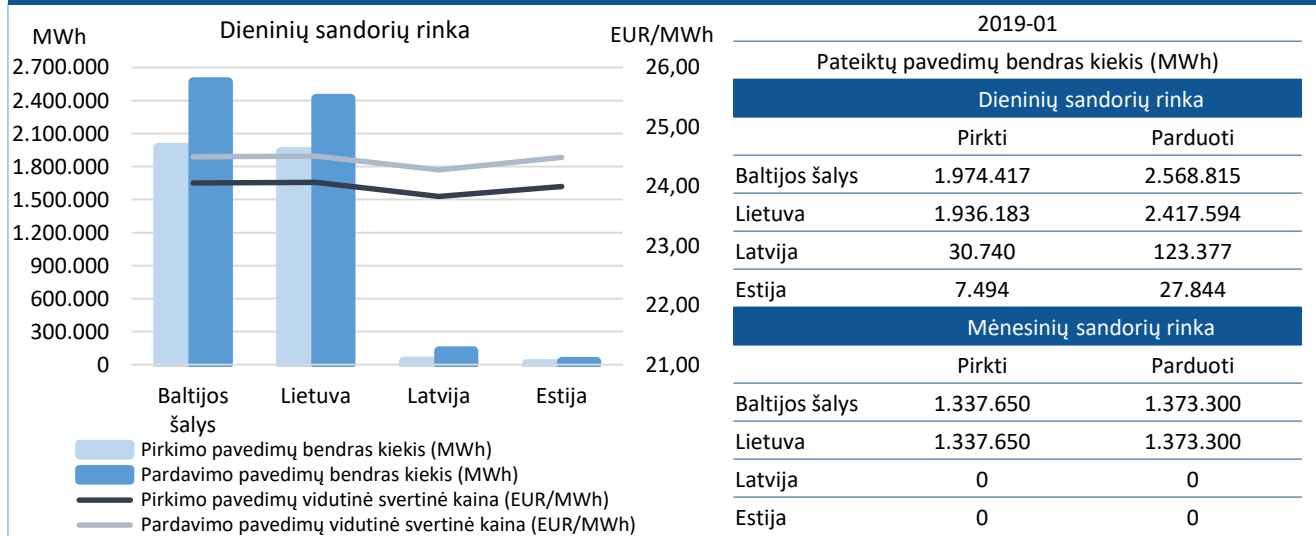 Dieninių sandorių rinka
MWh
EUR/MWh
2.700.000
2.400.000
2.100.000
1.800.000
1.500.000
1.200.000
900.000
600.000
300.000
0
26,00
25,00
24,00
23,00
22,00
21,00
Baltijos šalys
Lietuva
Latvija
Estija
Pirkimo pavedimų bendras kiekis (MWh)
Pardavimo pavedimų bendras kiekis (MWh)
Pirkimo pavedimų vidutinė svertinė kaina (EUR/MWh)
Pardavimo pavedimų vidutinė svertinė kaina (EUR/MWh)
2019-01
Pateiktų pavedimų bendras kiekis (MWh)
Dieninių sandorių rinka
Pirkti Parduoti
Baltijos šalys 1.974.417 2.568.815
Lietuva 1.936.183 2.417.594
Latvija 30.740 123.377
Estija 7.494 27.844
Mėnesinių sandorių rinka
Pirkti Parduoti
Baltijos šalys 1.337.650 1.373.300
Lietuva 1.337.650 1.373.300
Latvija 0 0
Estija 0 0